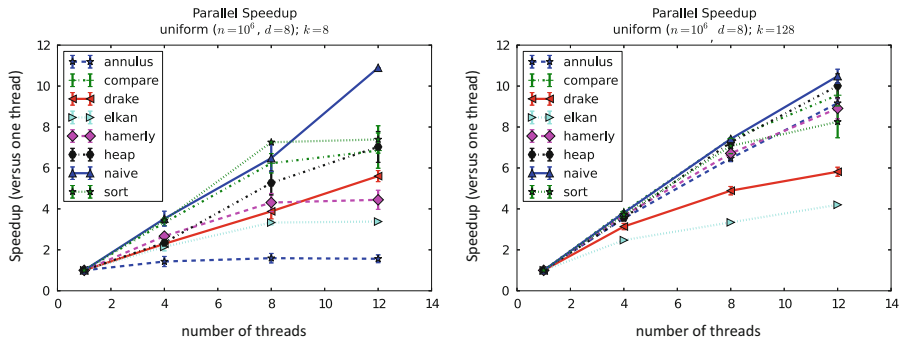 Parallel Speedup
uniform (n=10⁶, d=8); k=8
Speedup (versus one thread)
12
10
8
6
4
2
0
annulus
compare
drake
elkan
hamerly
heap
naive
sort
0 2 4 6 8 10 12 14
number of threads
Parallel Speedup
uniform (n=10⁶, d=8); k=128
Speedup (versus one thread)
12
10
8
6
4
2
0
annulus
compare
drake
elkan
hamerly
heap
naive
sort
0 2 4 6 8 10 12 14
number of threads